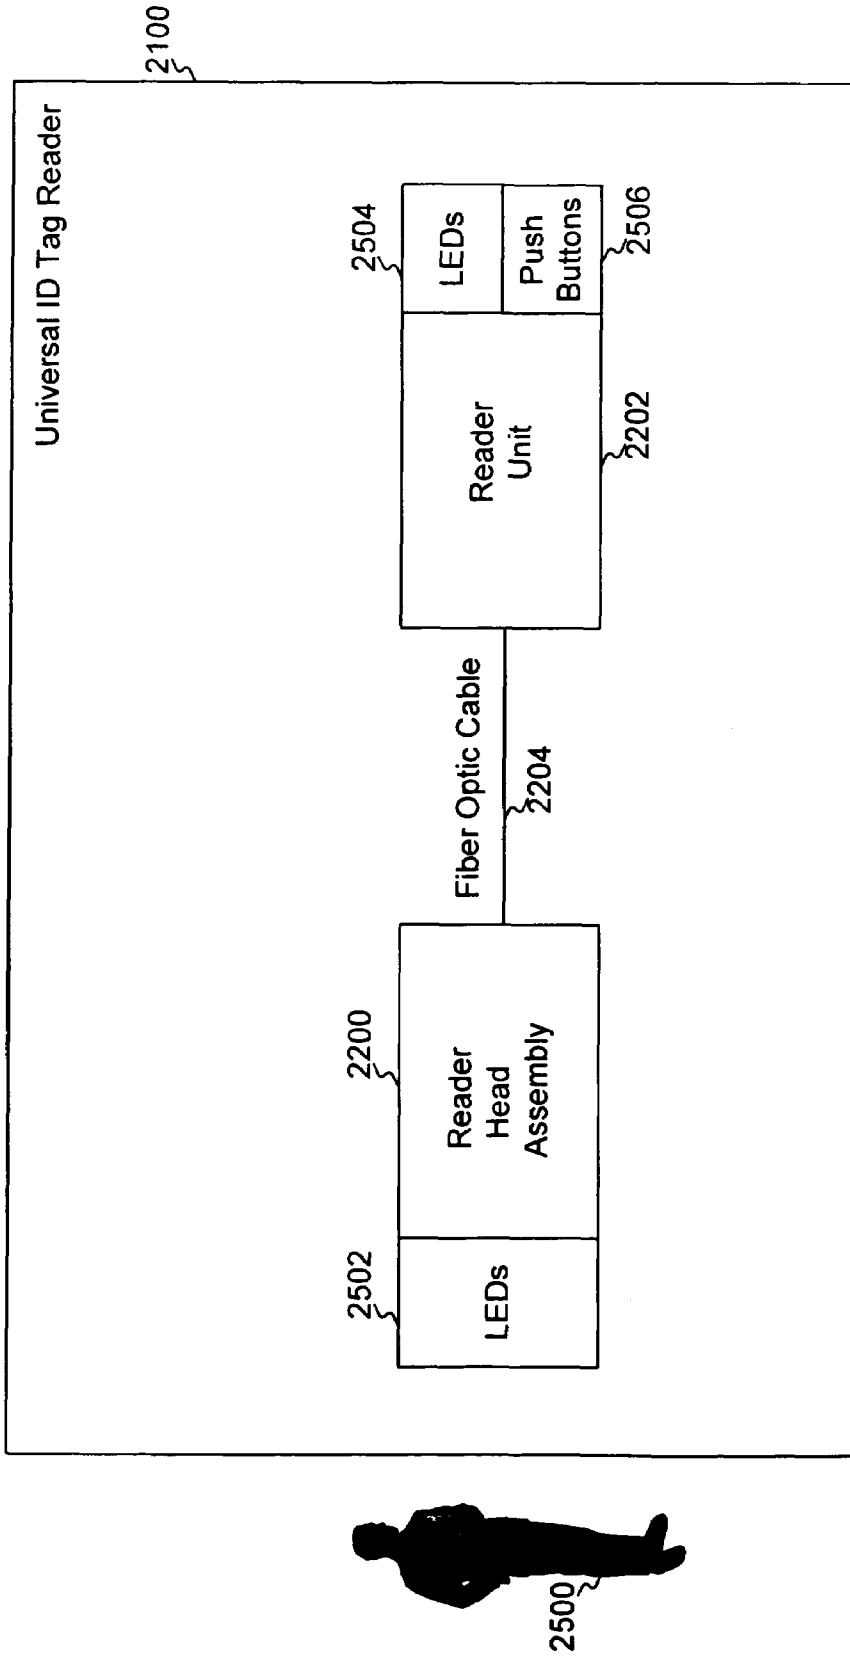 Universal ID Tag Reader
2100
2502
LEDs
2200
Reader
Head
Assembly
Fiber Optic Cable
2204
Reader
Unit
2202
2504
LEDs
Push
Buttons
2506
2500